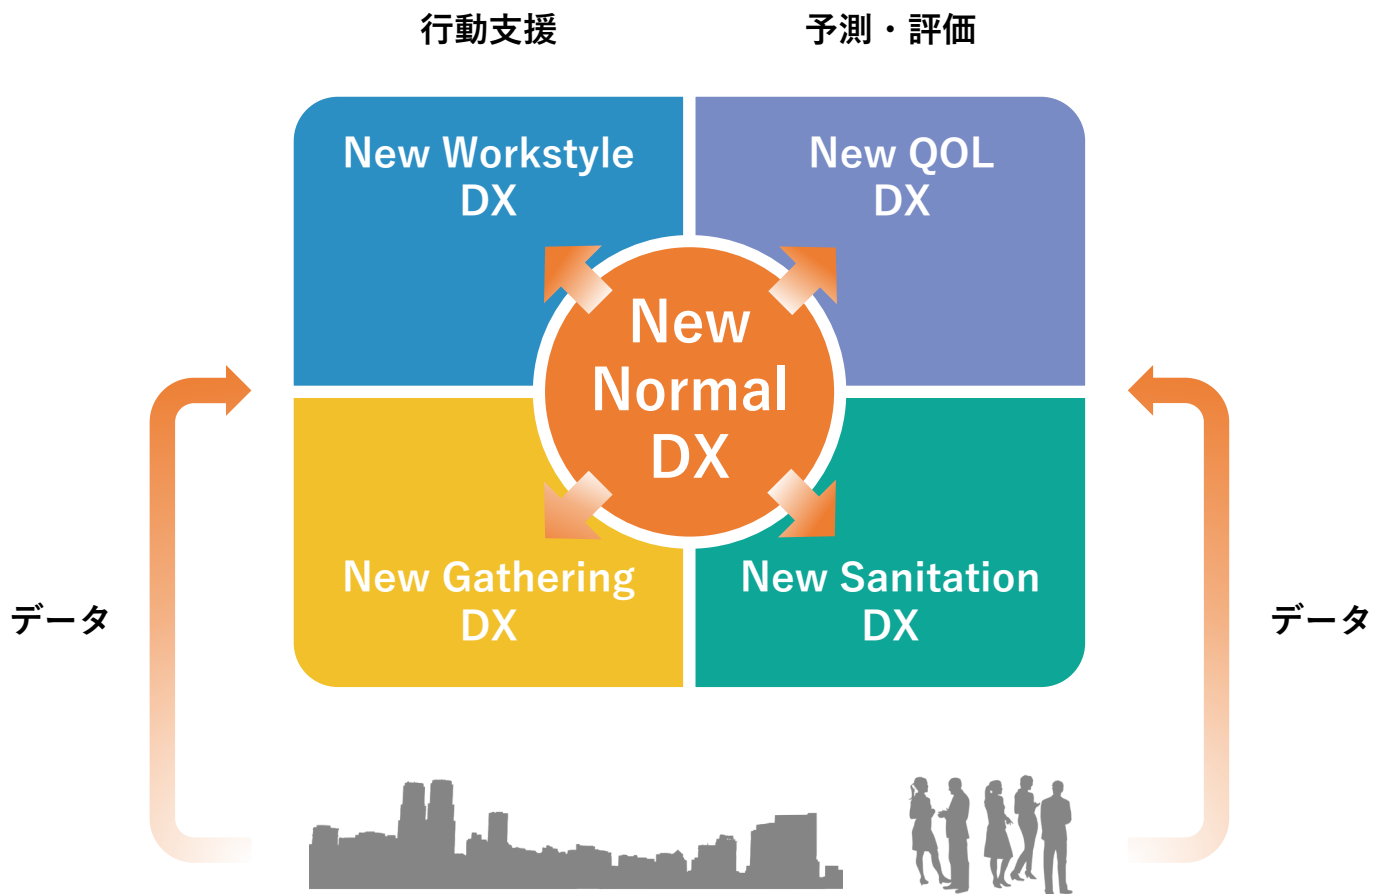 行動支援
予測・評価
New Workstyle
DX
New QOL
DX
New
Normal
DX
New Gathering
DX
New Sanitation
DX
データ
データ